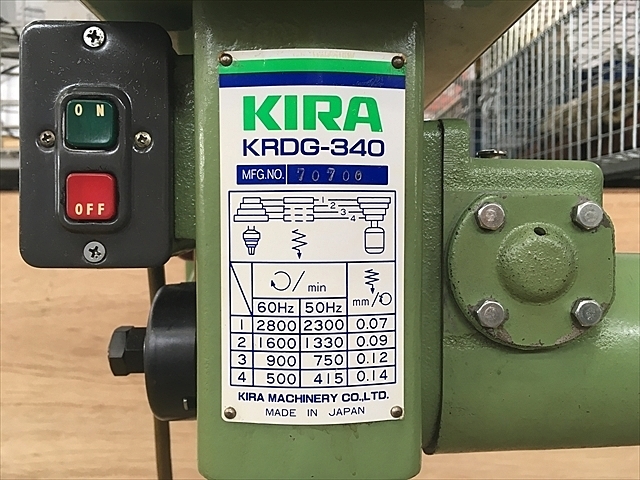 ON
OFF
KIRA
KRDG-340
MFG.NO. 70700
1
2
3
4
/min mm/
60Hz 50Hz
1 2800 2300 0.07
2 1600 1330 0.09
3 900 750 0.12
4 500 415 0.14
KIRA MACHINERY CO.,LTD.
MADE IN JAPAN